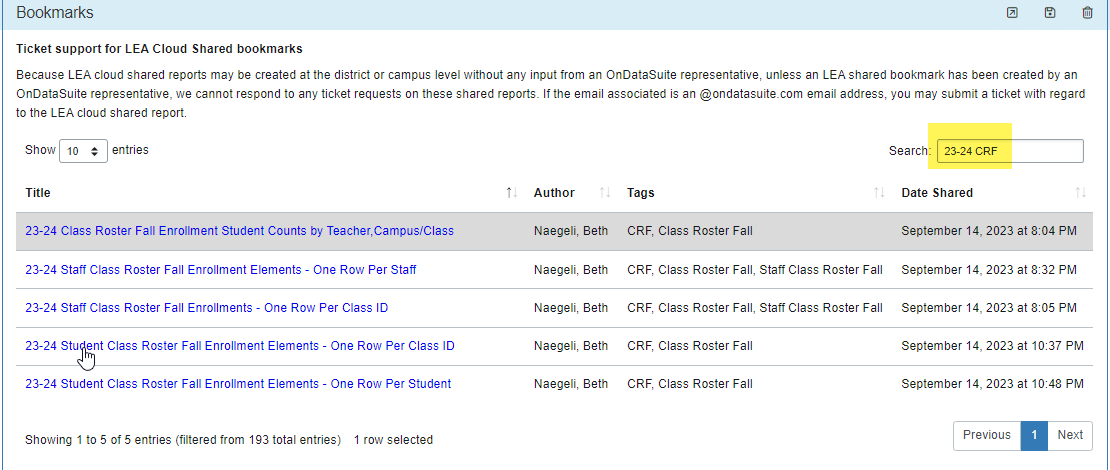 Bookmarks
Ticket support for LEA Cloud Shared bookmarks
Because LEA cloud shared reports may be created at the district or campus level without any input from an OnDataSuite representative, unless an LEA shared bookmark has been created by an
OnDataSuite representative, we cannot respond to any ticket requests on these shared reports. If the email associated is an @ondatasuite.com email address, you may submit a ticket with regard
to the LEA cloud shared report.
Show 10 entries Search: 23-24 CRF
Title Author Tags Date Shared
23-24 Class Roster Fall Enrollment Student Counts by Teacher,Campus/Class Naegeli, Beth CRF, Class Roster Fall September 14, 2023 at 8:04 PM
23-24 Staff Class Roster Fall Enrollment Elements - One Row Per Staff Naegeli, Beth CRF, Class Roster Fall, Staff Class Roster Fall September 14, 2023 at 8:32 PM
23-24 Staff Class Roster Fall Enrollments - One Row Per Class ID Naegeli, Beth CRF, Class Roster Fall, Staff Class Roster Fall September 14, 2023 at 8:05 PM
23-24 Student Class Roster Fall Enrollment Elements - One Row Per Class ID Naegeli, Beth CRF, Class Roster Fall September 14, 2023 at 10:37 PM
23-24 Student Class Roster Fall Enrollment Elements - One Row Per Student Naegeli, Beth CRF, Class Roster Fall September 14, 2023 at 10:48 PM
Showing 1 to 5 of 5 entries (filtered from 193 total entries) 1 row selected Previous 1 Next